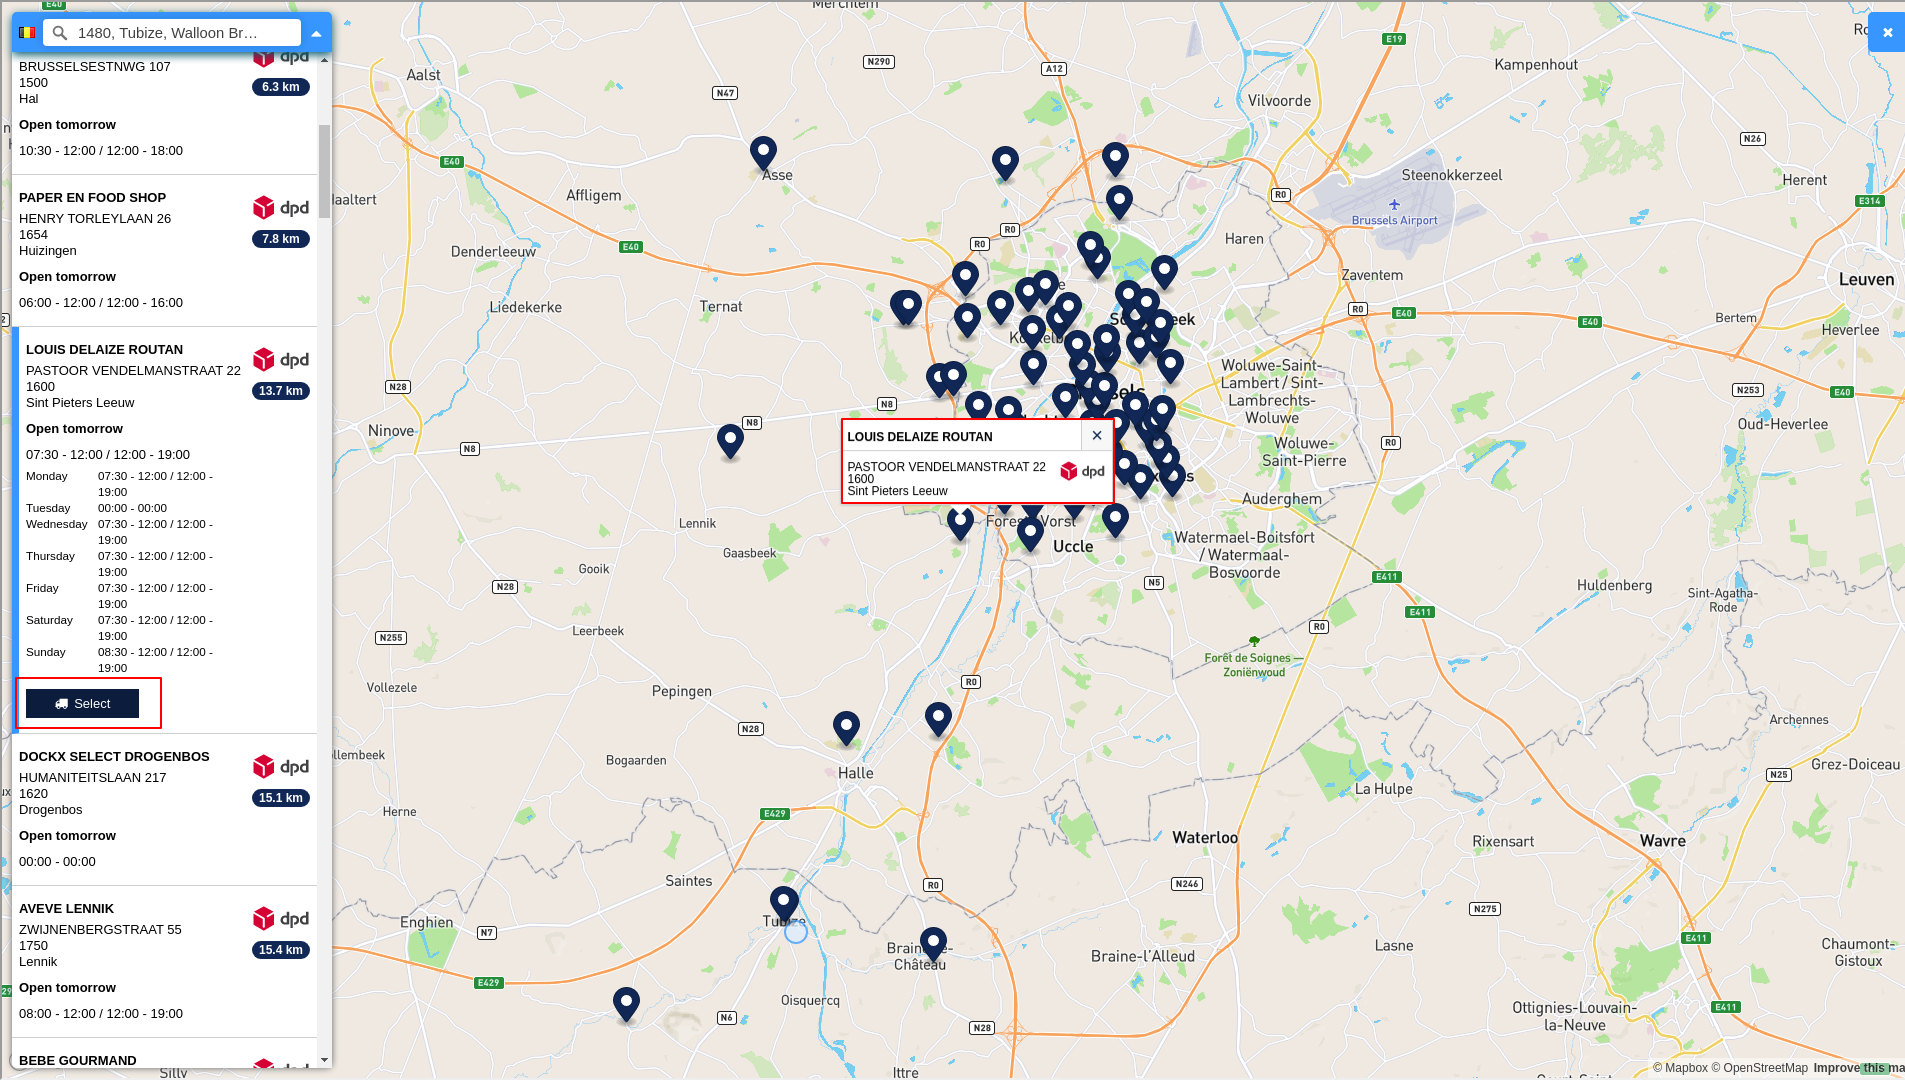 1480, Tubize, Walloon Br…
BRUSSELSESTNWG 107
1500
Hal
6.3 km
Open tomorrow
10:30 - 12:00 / 12:00 - 18:00
PAPER EN FOOD SHOP
HENRY TORLEYLAAN 26
1654
Huizingen
dpd
7.8 km
Open tomorrow
06:00 - 12:00 / 12:00 - 16:00
LOUIS DELAIZE ROUTAN
PASTOOR VENDELMANSTRAAT 22
1600
Sint Pieters Leeuw
dpd
13.7 km
Open tomorrow
07:30 - 12:00 / 12:00 - 19:00
Monday 07:30 - 12:00 / 12:00 -
19:00
Tuesday 00:00 - 00:00
Wednesday 07:30 - 12:00 / 12:00 -
19:00
Thursday 07:30 - 12:00 / 12:00 -
19:00
Friday 07:30 - 12:00 / 12:00 -
19:00
Saturday 07:30 - 12:00 / 12:00 -
19:00
Sunday 08:30 - 12:00 / 12:00 -
19:00
Select
DOCKX SELECT DROGENBOS
HUMANITEITSLAAN 217
1620
Drogenbos
dpd
15.1 km
Open tomorrow
00:00 - 00:00
AVEVE LENNIK
ZWIJNENBERGSTRAAT 55
1750
Lennik
dpd
15.4 km
Open tomorrow
08:00 - 12:00 / 12:00 - 19:00
BEBE GOURMAND
LOUIS DELAIZE ROUTAN
PASTOOR VENDELMANSTRAAT 22
1600
Sint Pieters Leeuw
dpd
Merchtem
E19
N290
A12
Kampenhout
Aalst
N47
Vilvoorde
N26
E40
Asse
Steenokkerzeel
Herent
Affligem
R0
E314
Brussels Airport
R0
R0
Haren
Denderleeuw
E40
Zaventem
Leuven
Liedekerke
Ternat
R0
E40
E40
Bertem
Heverlee
Woluwe-Saint-
Lambert / Sint-
Lambrechts-
Woluwe
N28
N253
E40
N8
N8
Ninove
Oud-Heverlee
N8
R0
Woluwe-
Saint-Pierre
Auderghem
Lennik
Forest / Vorst
Uccle
Watermael-Boitsfort
/ Watermaal-
Bosvoorde
Gaasbeek
Gooik
N5
E411
Huldenberg
N28
Sint-Agatha-
Rode
E411
Leerbeek
N255
R0
Forêt de Soignes —
Zoniënwoud
Vollezele
Pepingen
R0
N28
Archennes
Bogaarden
Halle
N25
Grez-Doiceau
La Hulpe
Herne
E429
Waterloo
Rixensart
Wavre
Saintes
R0
N246
N275
Enghien
N7
Tubize
E411
Lasne
Chaumont-
Gistoux
Braine-le-
Château
Braine-l'Alleud
E429
Oisquercq
E411
Ottignies-Louvain-
la-Neuve
N6
N28
Ittre
Silly
© Mapbox © OpenStreetMap Improve this ma